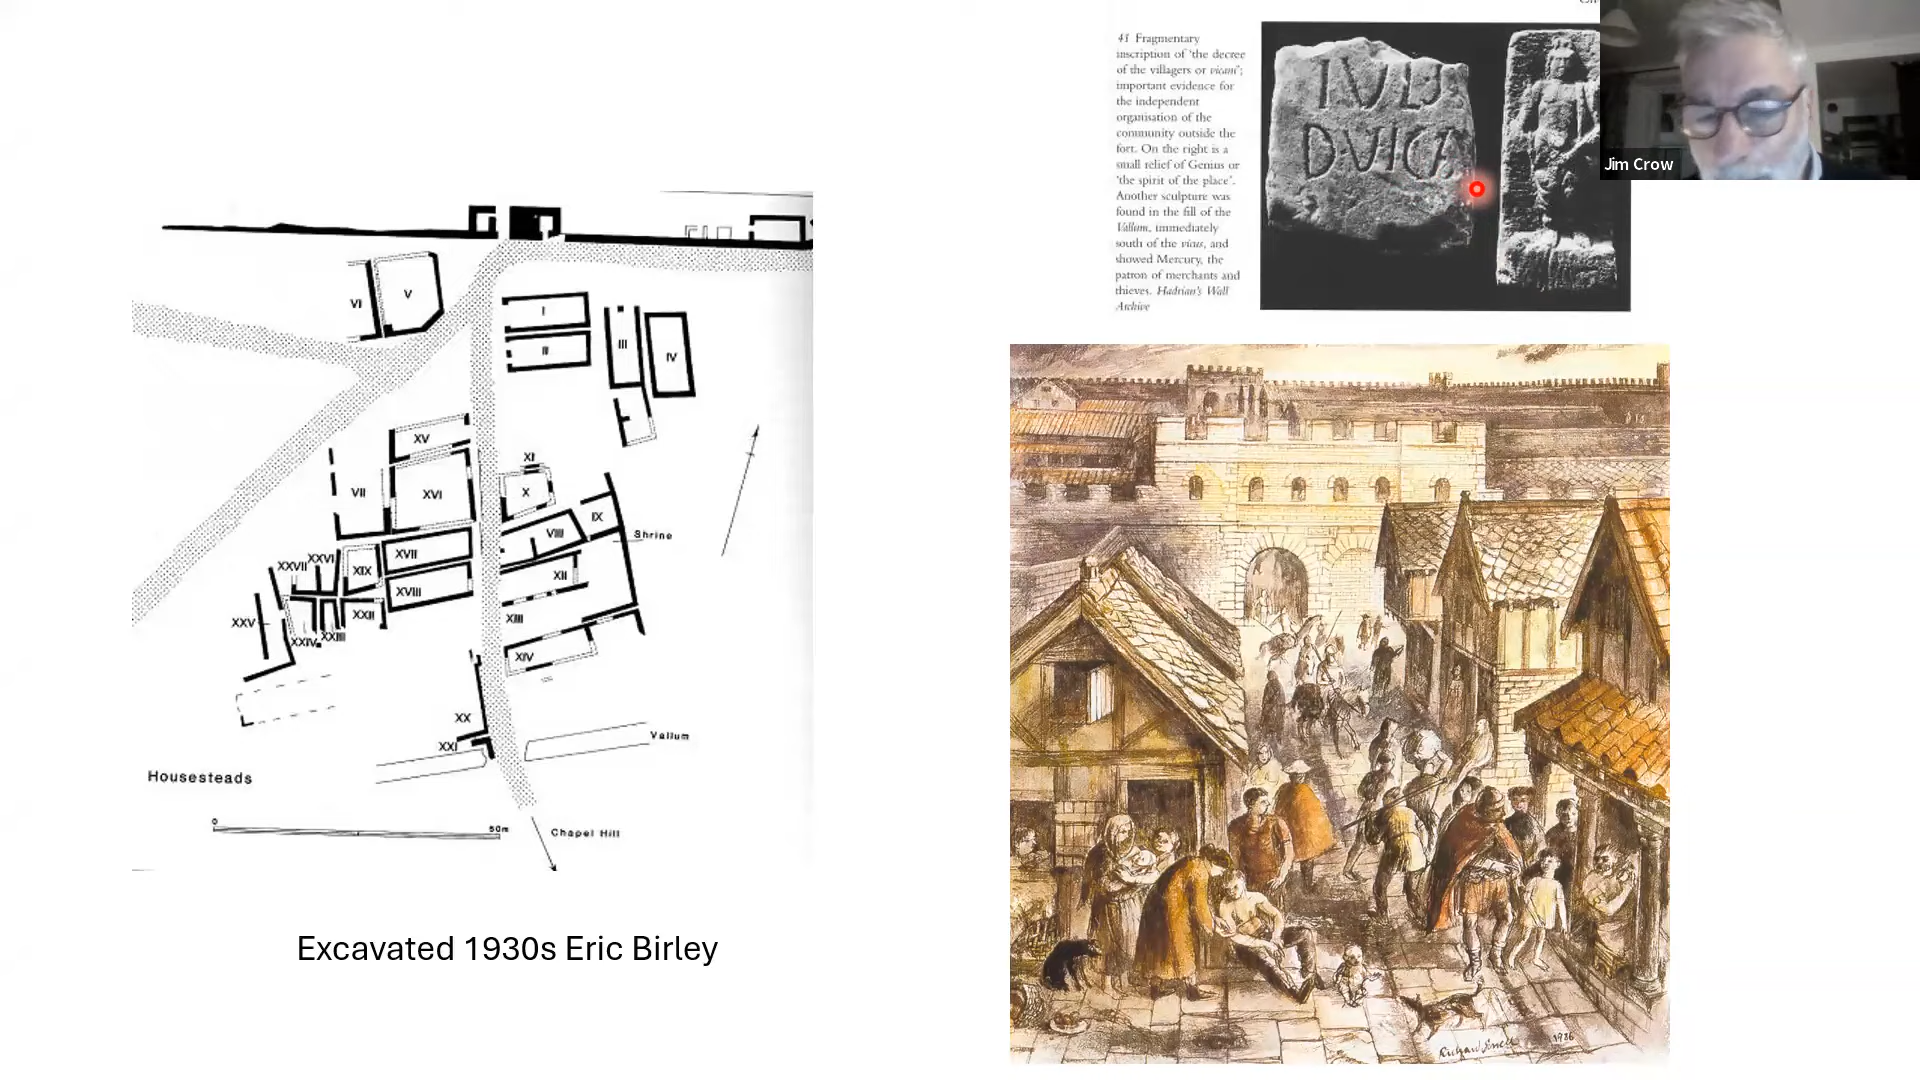 41 Fragmentary
inscription of 'the decree
of the villagers or vicani';
important evidence for
the independent
organisation of the
community outside the
fort. On the right is a
small relief of Genius or
'the spirit of the place'.
Another sculpture was
found in the fill of the
Vallum, immediately
south of the vicus, and
showed Mercury, the
patron of merchants and
thieves. Hadrian's Wall
Archive
IVLI
D·VICA
Jim Crow
VI
V
I
II
III
IV
XV
XI
VII
XVI
X
IX
VIII
Shrine
XVII
XXVI
XXVII
XIX
XII
XVIII
XXII
XIII
XXV
XXIV
XXIII
XIV
XX
XXI
Vallum
Housesteads
0
50m
Chapel Hill
Excavated 1930s Eric Birley
1986